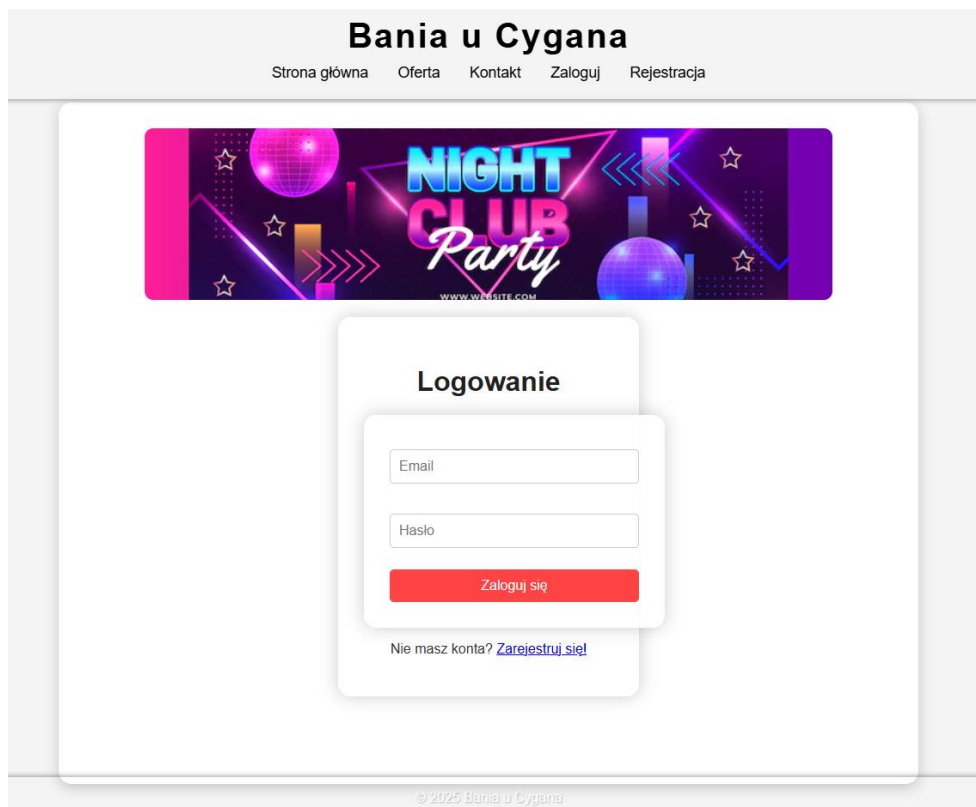 Bania u Cygana
Strona główna Oferta Kontakt Zaloguj Rejestracja
NIGHT
CLUB
Party
WWW.WEBSITE.COM
Logowanie
Email
Hasło
Zaloguj się
Nie masz konta? Zarejestruj się!
© 2025 Bania u Cygana